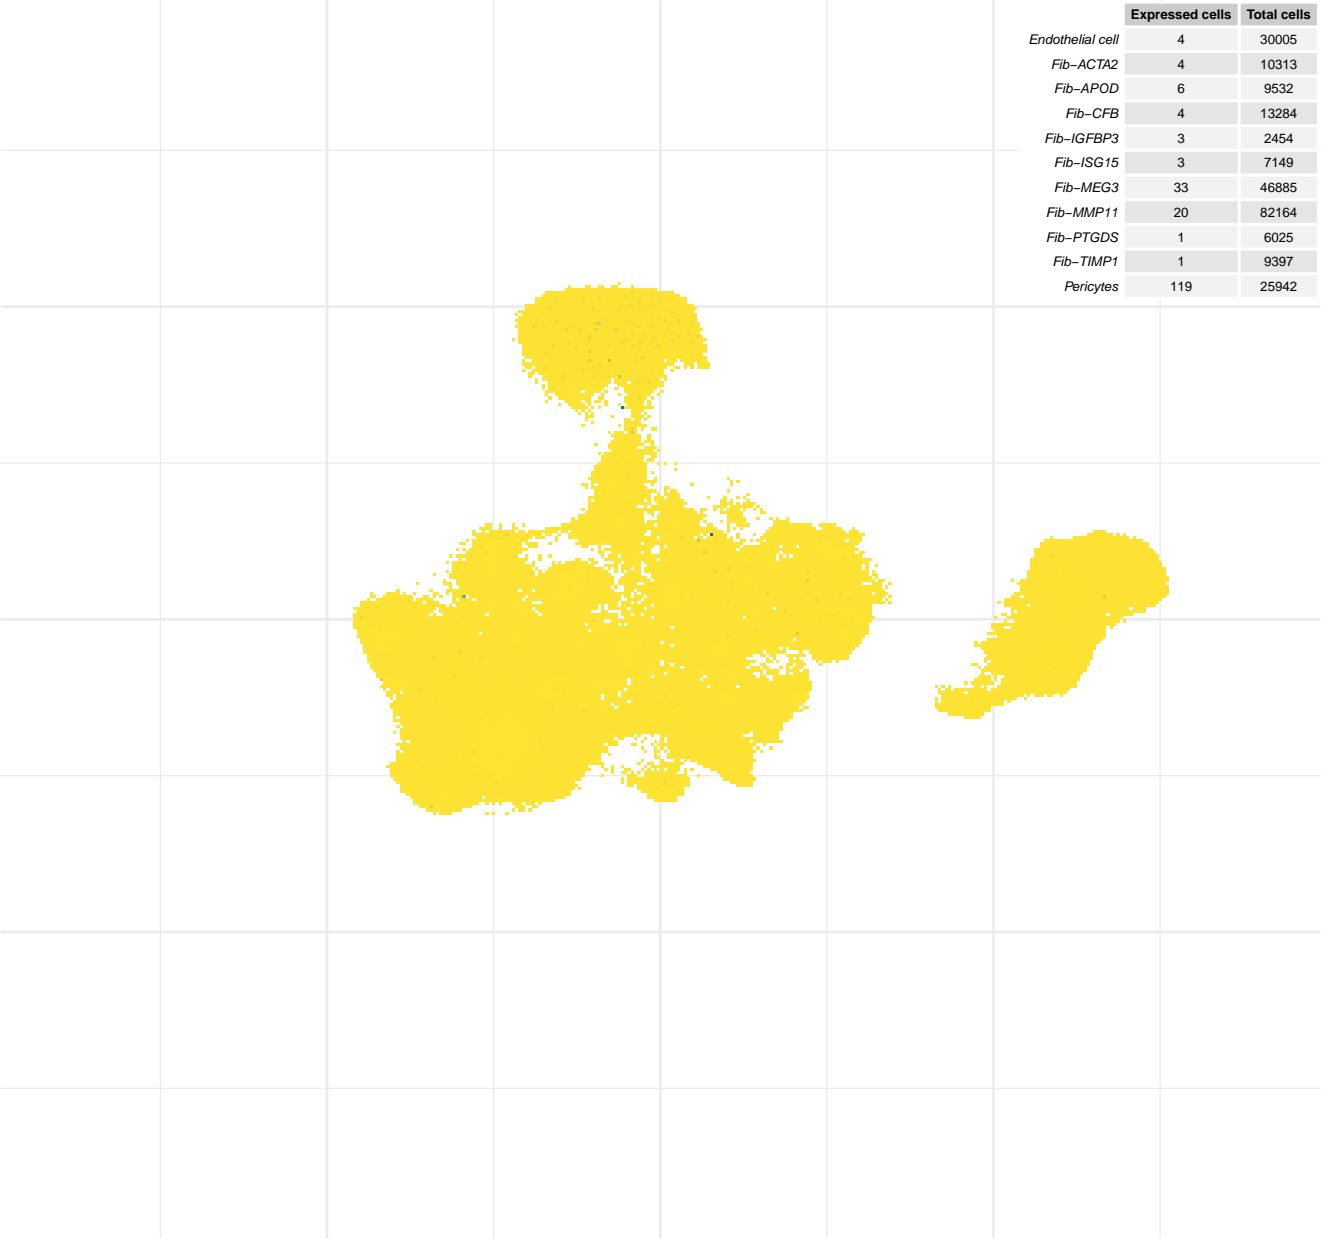 Expressed cells Total cells
Endothelial cell 4 30005
Fib−ACTA2 4 10313
Fib−APOD 6 9532
Fib−CFB 4 13284
Fib−IGFBP3 3 2454
Fib−ISG15 3 7149
Fib−MEG3 33 46885
Fib−MMP11 20 82164
Fib−PTGDS 1 6025
Fib−TIMP1 1 9397
Pericytes 119 25942